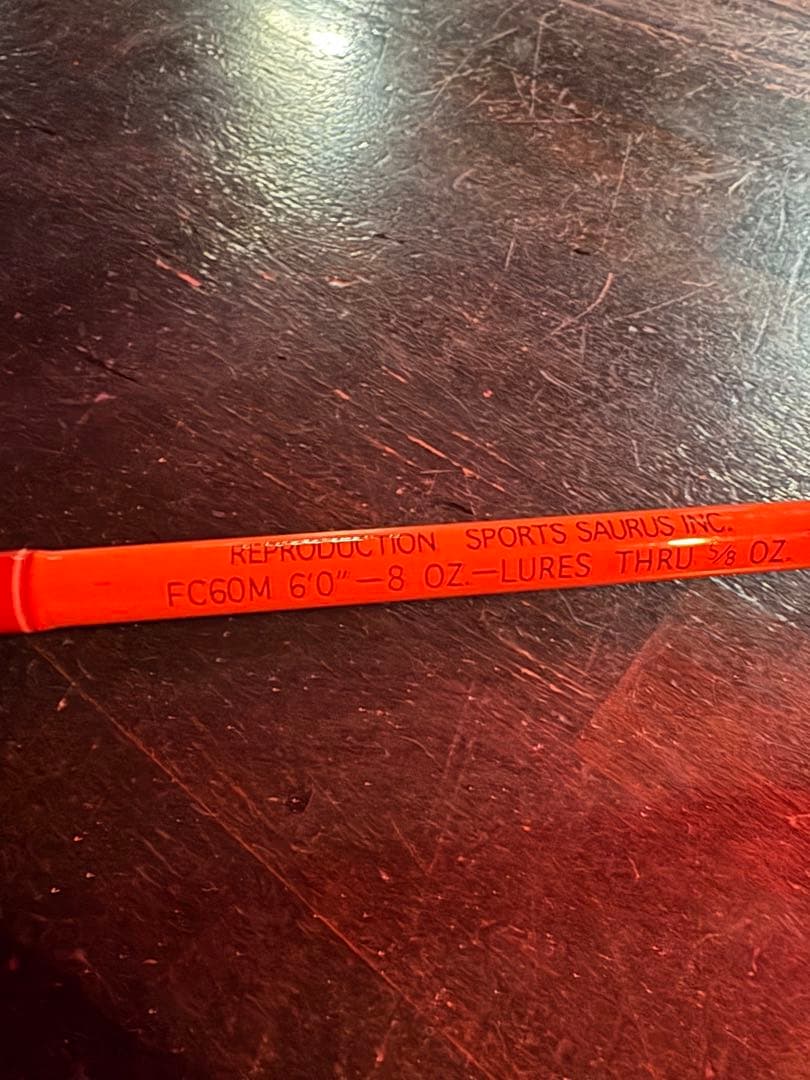 REPRODUCTION SPORTS SAURUS INC.
FC60M 6'0"—8 OZ.—LURES THRU 5/8 OZ.